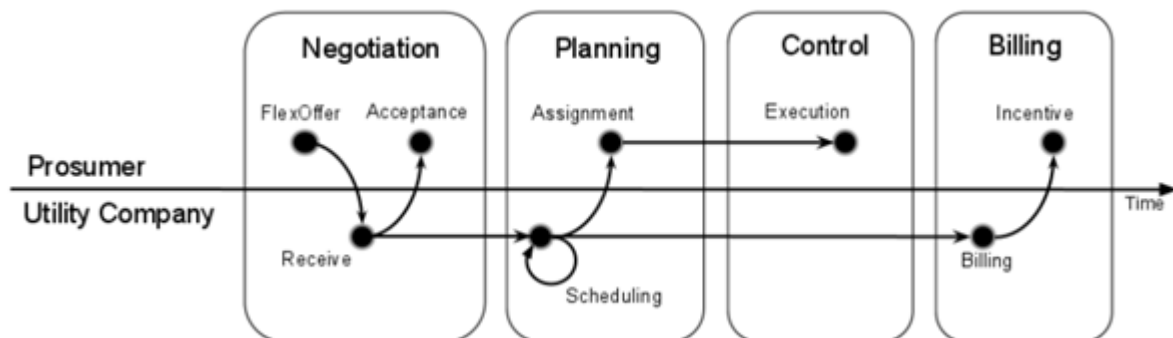 Negotiation
Planning
Control
Billing
FlexOffer
Acceptance
Assignment
Execution
Incentive
Prosumer
Utility Company
Time
Receive
Scheduling
Billing